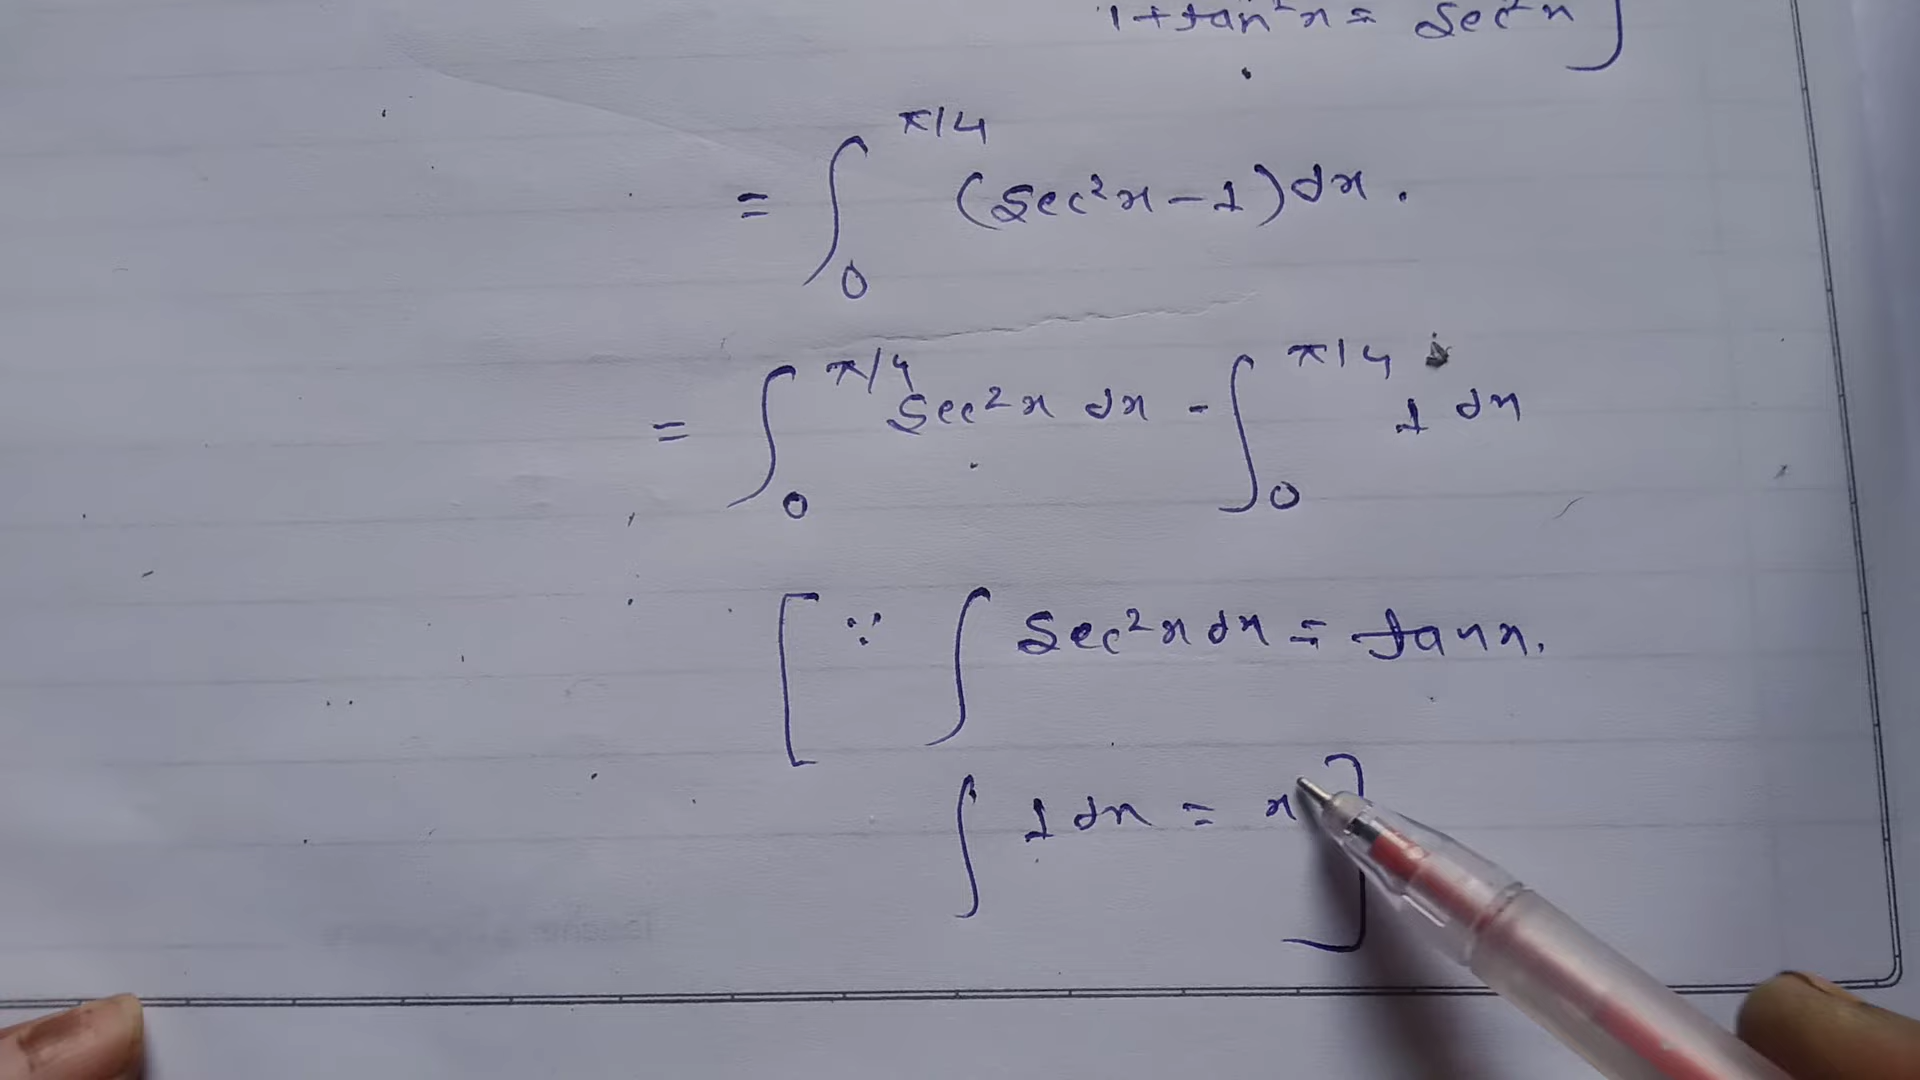 1 + tan²x = sec²x ]
= ∫₀^π/4 (sec²x - 1) dx.
= ∫₀^π/4 sec²x dx - ∫₀^π/4 1 dx
[ ∵ ∫ sec²x dx = tan x.
∫ 1 dx = x ]